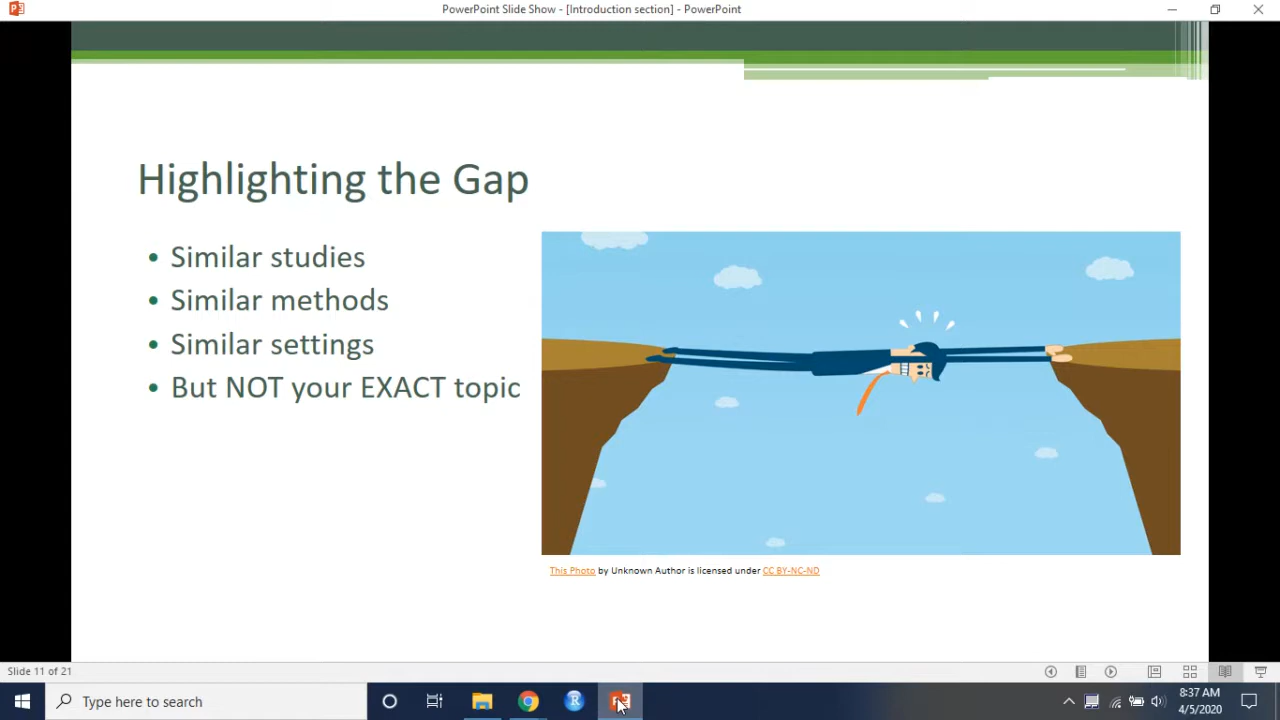 PowerPoint Slide Show - [Introduction section] - PowerPoint
Highlighting the Gap
• Similar studies
• Similar methods
• Similar settings
• But NOT your EXACT topic
This Photo by Unknown Author is licensed under CC BY-NC-ND
Slide 11 of 21
Type here to search
8:37 AM
4/5/2020